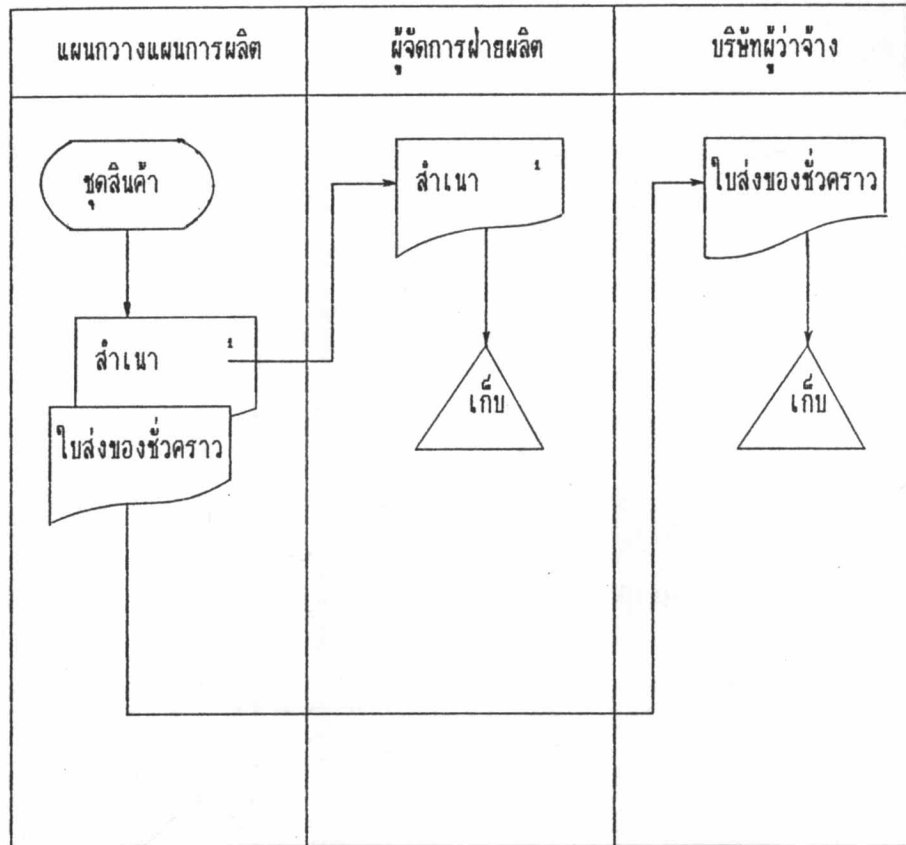 แผนกวางแผนการผลิต
ผู้จัดการฝ่ายผลิต
บริษัทผู้ว่าจ้าง
ชุดสินค้า
สำเนา 1
ใบส่งของชั่วคราว
สำเนา 1
เก็บ
ใบส่งของชั่วคราว
เก็บ